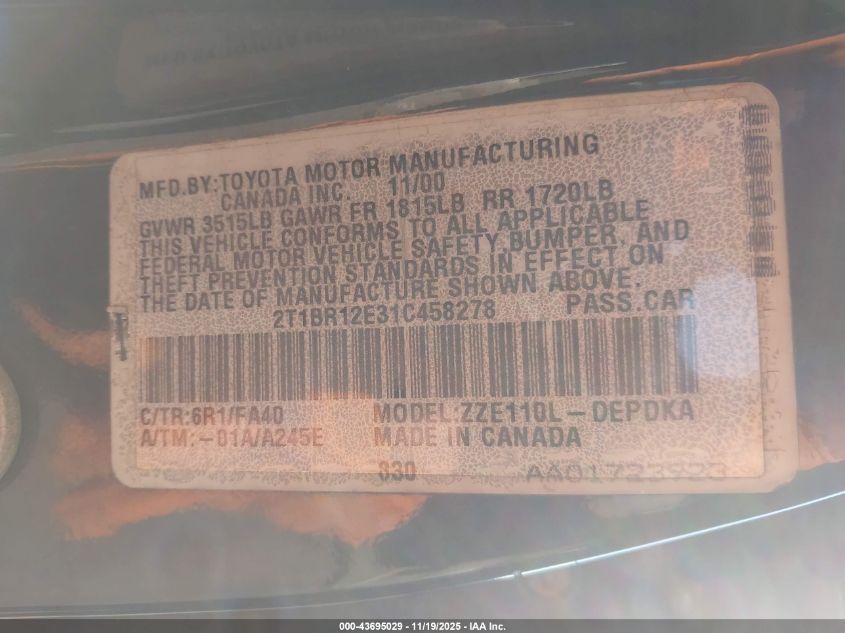 MFD.BY:TOYOTA MOTOR MANUFACTURING
CANADA INC. 11/00
GVWR 3515LB GAWR FR 1815LB RR 1720LB
THIS VEHICLE CONFORMS TO ALL APPLICABLE
FEDERAL MOTOR VEHICLE SAFETY,BUMPER, AND
THEFT PREVENTION STANDARDS IN EFFECT ON
THE DATE OF MANUFACTURE SHOWN ABOVE.
2T1BR12E31C458278 PASS.CAR
C/TR:6R1/FA40 MODEL:ZZE110L-DEPDKA
A/TM:-01A/A245E MADE IN CANADA
830 AA01723923
000-43695029 - 11/19/2025 - IAA Inc.